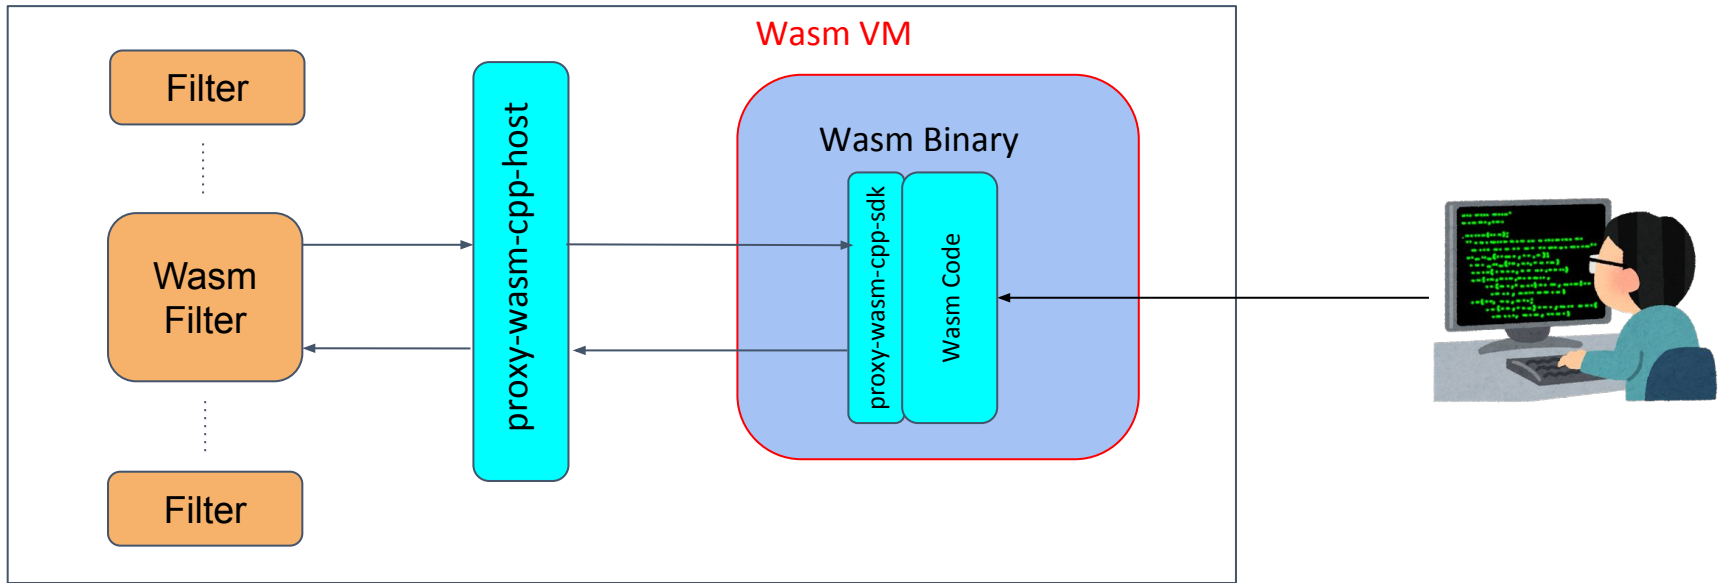 Wasm VM
Filter
proxy-wasm-cpp-host
Wasm Binary
Wasm
Filter
proxy-wasm-cpp-sdk
Wasm Code
Filter